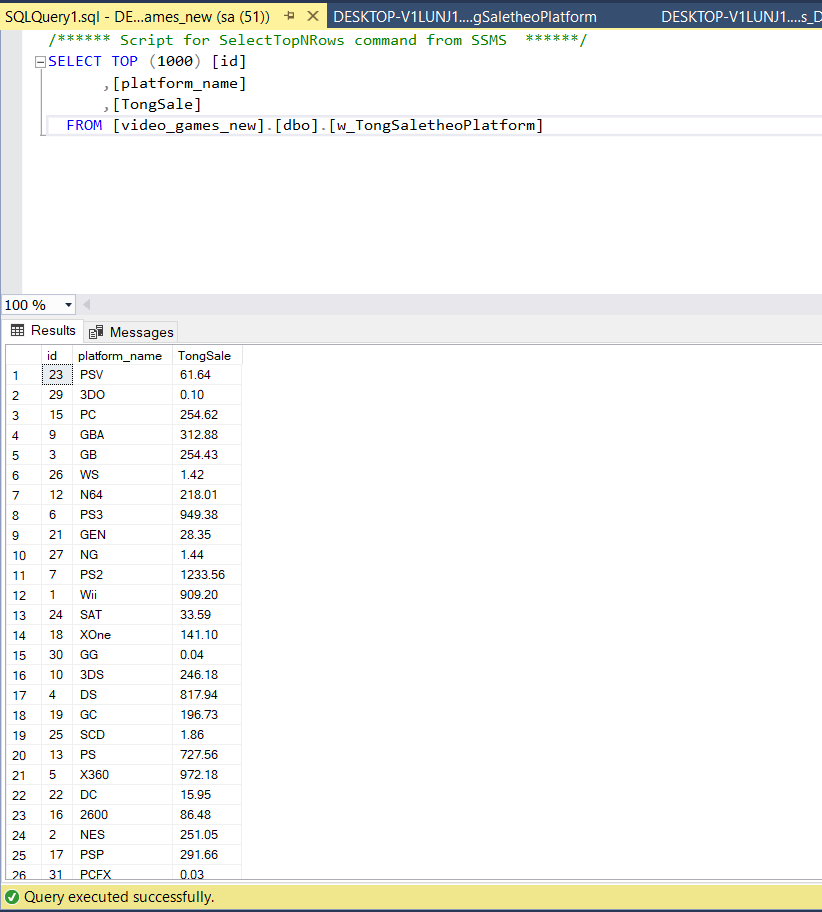 SQLQuery1.sql - DE...ames_new (sa (51)) DESKTOP-V1LUNJ1....gSaletheoPlatform DESKTOP-V1LUNJ1....s_D
/****** Script for SelectTopNRows command from SSMS ******/
SELECT TOP (1000) [id]
,[platform_name]
,[TongSale]
FROM [video_games_new].[dbo].[w_TongSaletheoPlatform]
100 %
Results Messages
id platform_name TongSale
1 23 PSV 61.64
2 29 3DO 0.10
3 15 PC 254.62
4 9 GBA 312.88
5 3 GB 254.43
6 26 WS 1.42
7 12 N64 218.01
8 6 PS3 949.38
9 21 GEN 28.35
10 27 NG 1.44
11 7 PS2 1233.56
12 1 Wii 909.20
13 24 SAT 33.59
14 18 XOne 141.10
15 30 GG 0.04
16 10 3DS 246.18
17 4 DS 817.94
18 19 GC 196.73
19 25 SCD 1.86
20 13 PS 727.56
21 5 X360 972.18
22 22 DC 15.95
23 16 2600 86.48
24 2 NES 251.05
25 17 PSP 291.66
26 31 PCFX 0.03
Query executed successfully.